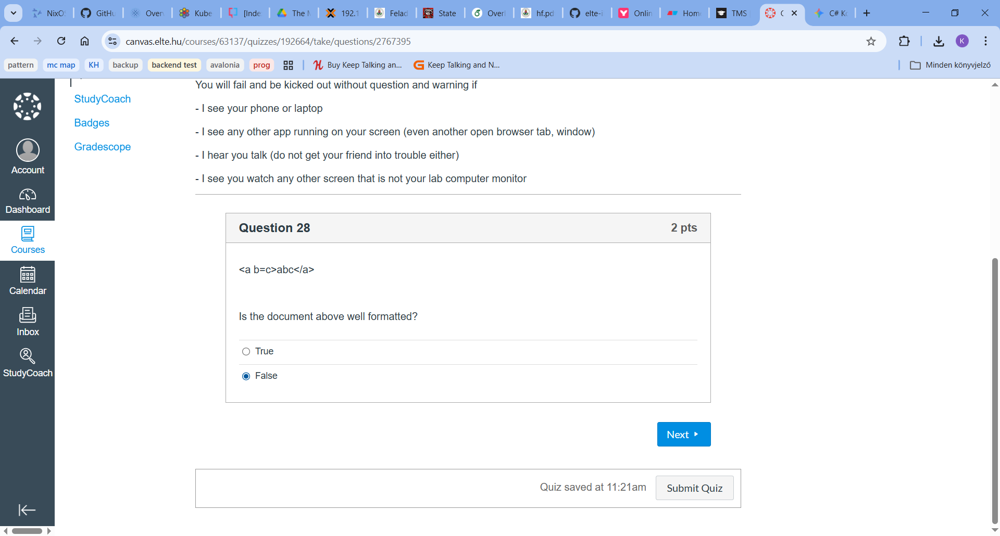 NixO
GitHu
Over
Kube
[Inde
The N
192.1
Felad
State
Overl
hf.pd
elte-i
Onlin
Home
TMS
C# Ko
canvas.elte.hu/courses/63137/quizzes/192664/take/questions/2767395
K
pattern
mc map
KH
backup
backend test
avalonia
prog
Buy Keep Talking an...
Keep Talking and N...
Minden könyvjelző
Account
Dashboard
Courses
Calendar
Inbox
StudyCoach
StudyCoach
Badges
Gradescope
You will fail and be kicked out without question and warning if
- I see your phone or laptop
- I see any other app running on your screen (even another open browser tab, window)
- I hear you talk (do not get your friend into trouble either)
- I see you watch any other screen that is not your lab computer monitor
Question 28
2 pts
<a b=c>abc</a>
Is the document above well formatted?
True
False
Next
Quiz saved at 11:21am
Submit Quiz